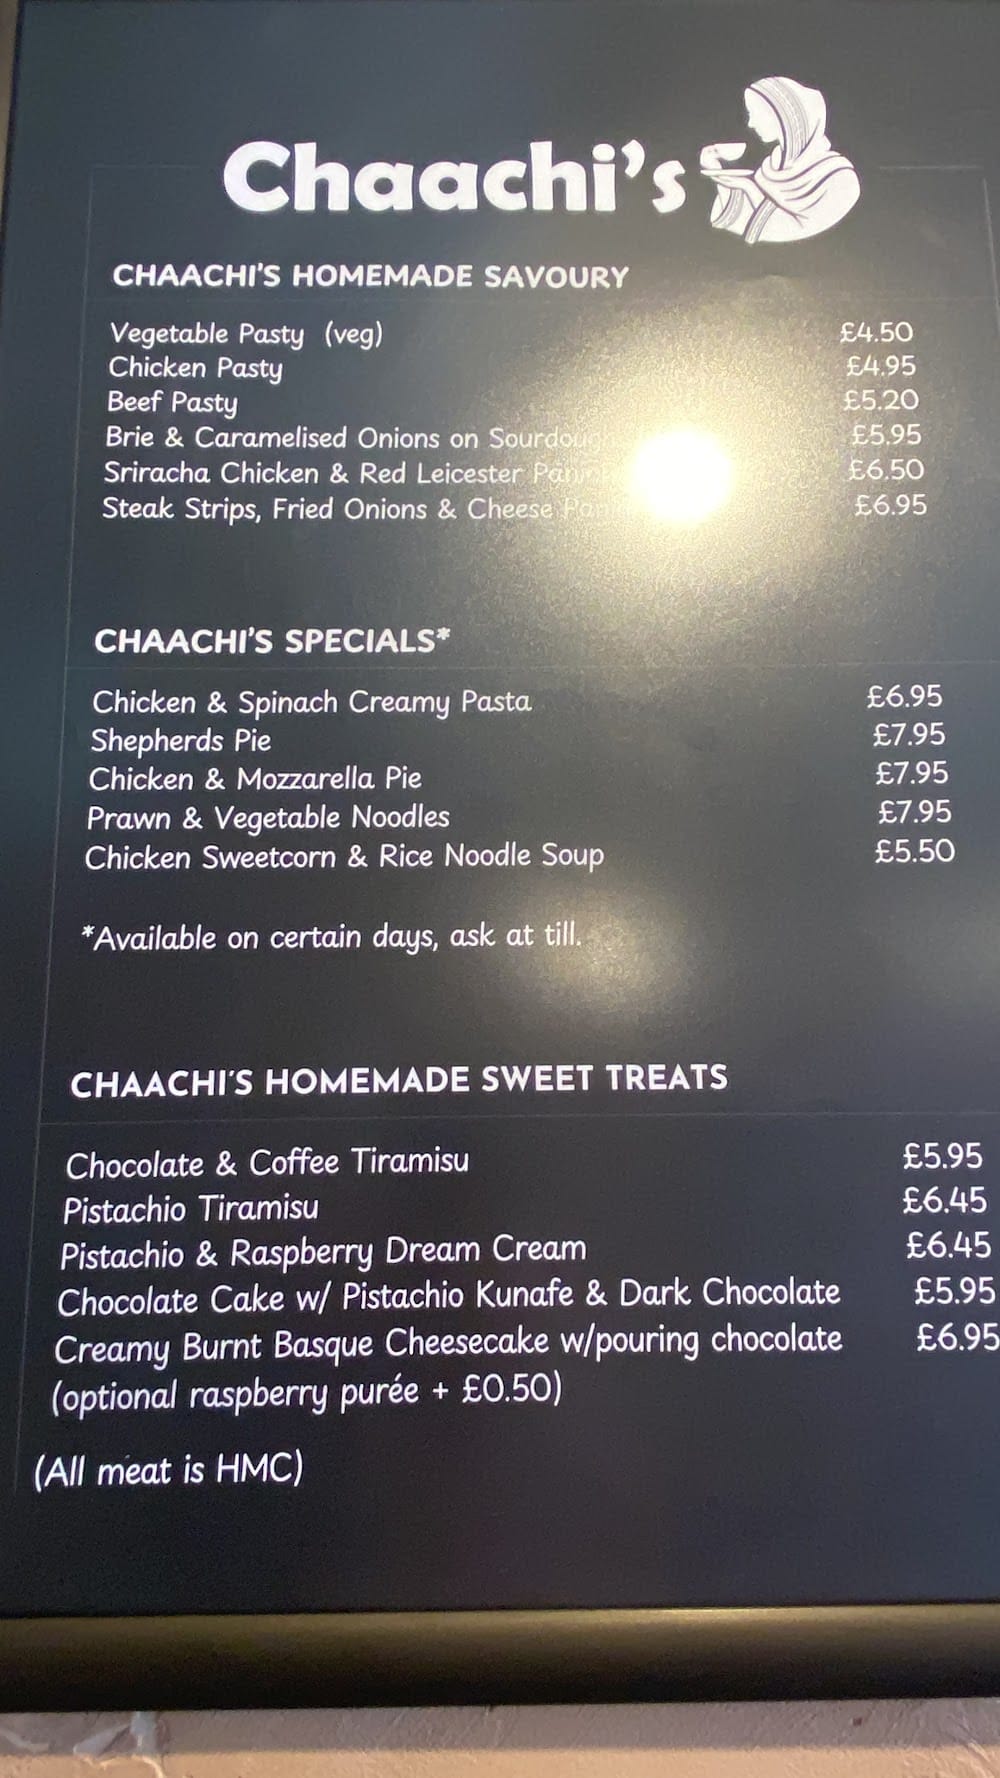 Chaachi's
CHAACHI'S HOMEMADE SAVOURY
Vegetable Pasty (veg) £4.50
Chicken Pasty £4.95
Beef Pasty £5.20
Brie & Caramelised Onions on Sourdough £5.95
Sriracha Chicken & Red Leicester £6.50
Steak Strips, Fried Onions & Cheese £6.95
CHAACHI'S SPECIALS*
Chicken & Spinach Creamy Pasta £6.95
Shepherds Pie £7.95
Chicken & Mozzarella Pie £7.95
Prawn & Vegetable Noodles £7.95
Chicken Sweetcorn & Rice Noodle Soup £5.50
*Available on certain days, ask at till.
CHAACHI'S HOMEMADE SWEET TREATS
Chocolate & Coffee Tiramisu £5.95
Pistachio Tiramisu £6.45
Pistachio & Raspberry Dream Cream £6.45
Chocolate Cake w/ Pistachio Kunafe & Dark Chocolate £5.95
Creamy Burnt Basque Cheesecake w/pouring chocolate £6.95
(optional raspberry purée + £0.50)
(All meat is HMC)